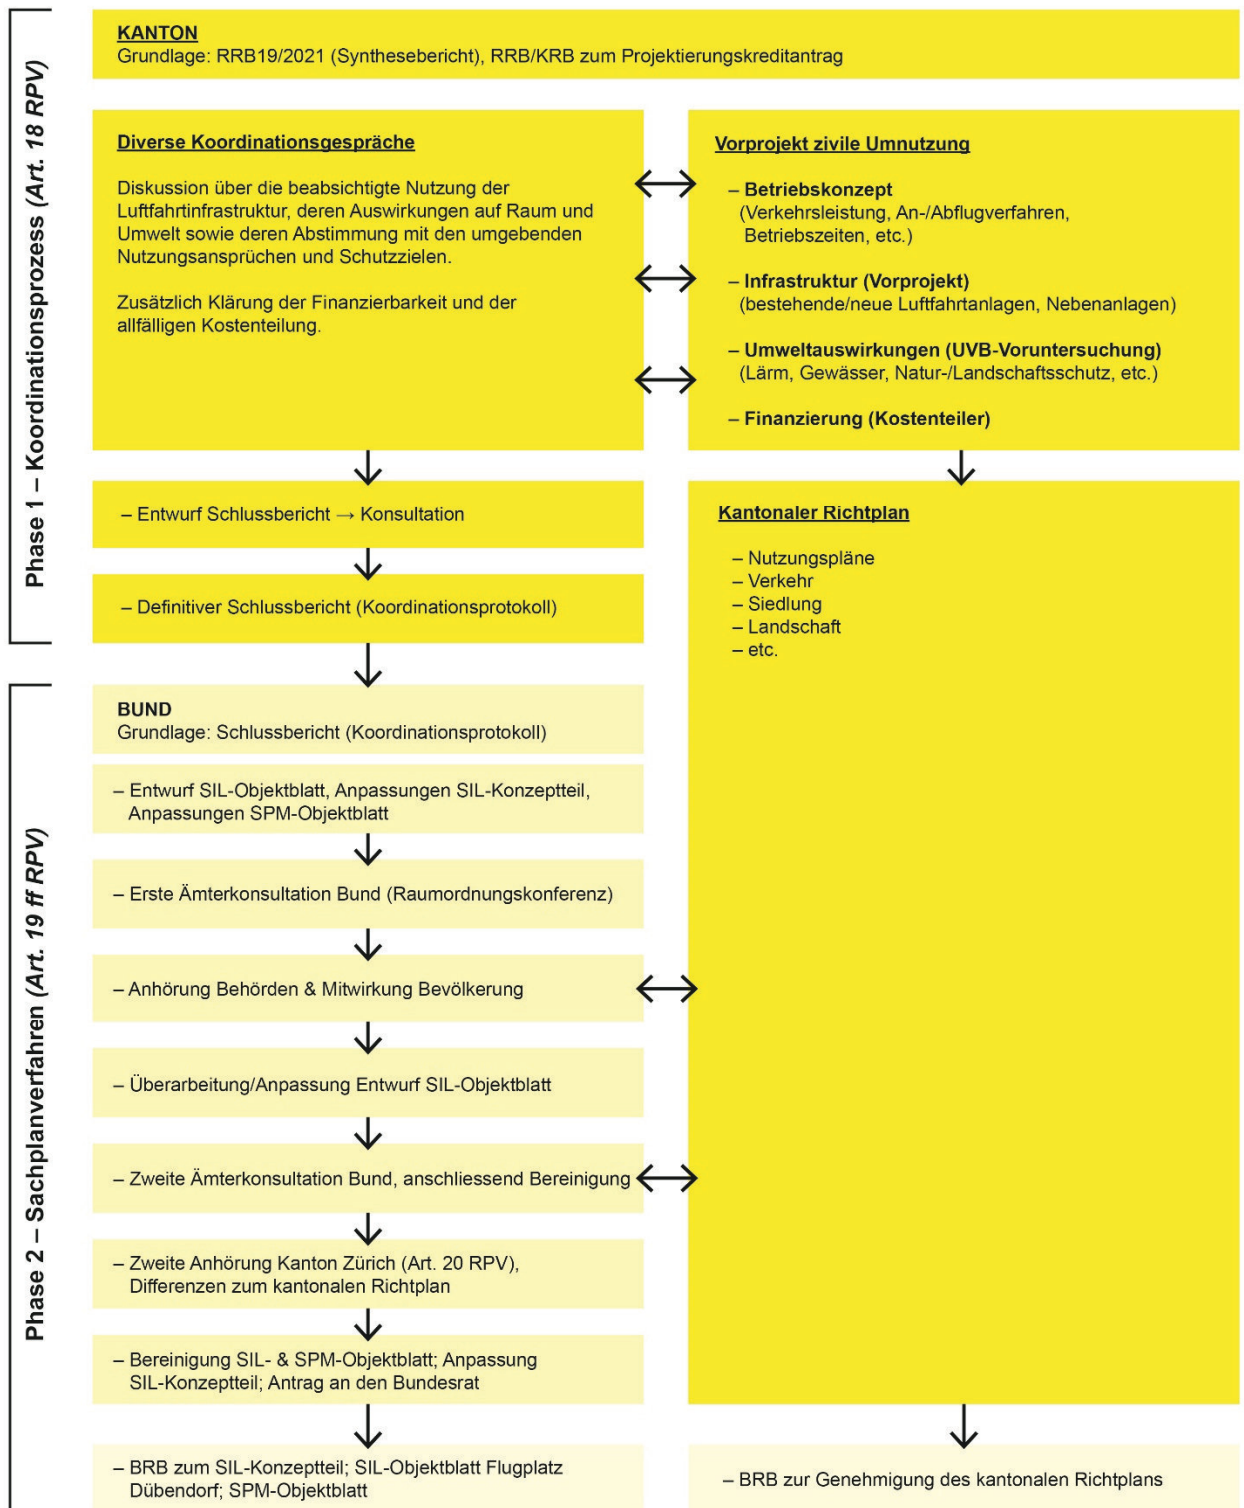 Phase 1 – Koordinationsprozess (Art. 18 RPV)
KANTON
Grundlage: RRB19/2021 (Synthesebericht), RRB/KRB zum Projektierungskreditantrag
Diverse Koordinationsgespräche
Diskussion über die beabsichtigte Nutzung der
Luftfahrtinfrastruktur, deren Auswirkungen auf Raum und
Umwelt sowie deren Abstimmung mit den umgebenden
Nutzungsansprüchen und Schutzzielen.
Zusätzlich Klärung der Finanzierbarkeit und der
allfälligen Kostenteilung.
Vorprojekt zivile Umnutzung
– Betriebskonzept
(Verkehrsleistung, An-/Abflugverfahren,
Betriebszeiten, etc.)
– Infrastruktur (Vorprojekt)
(bestehende/neue Luftfahrtanlagen, Nebenanlagen)
– Umweltauswirkungen (UVB-Voruntersuchung)
(Lärm, Gewässer, Natur-/Landschaftsschutz, etc.)
– Finanzierung (Kostenteiler)
– Entwurf Schlussbericht → Konsultation
– Definitiver Schlussbericht (Koordinationsprotokoll)
Kantonaler Richtplan
– Nutzungspläne
– Verkehr
– Siedlung
– Landschaft
– etc.
Phase 2 – Sachplanverfahren (Art. 19 ff RPV)
BUND
Grundlage: Schlussbericht (Koordinationsprotokoll)
– Entwurf SIL-Objektblatt, Anpassungen SIL-Konzeptteil,
Anpassungen SPM-Objektblatt
– Erste Ämterkonsultation Bund (Raumordnungskonferenz)
– Anhörung Behörden & Mitwirkung Bevölkerung
– Überarbeitung/Anpassung Entwurf SIL-Objektblatt
– Zweite Ämterkonsultation Bund, anschliessend Bereinigung
– Zweite Anhörung Kanton Zürich (Art. 20 RPV),
Differenzen zum kantonalen Richtplan
– Bereinigung SIL- & SPM-Objektblatt; Anpassung
SIL-Konzeptteil; Antrag an den Bundesrat
– BRB zum SIL-Konzeptteil; SIL-Objektblatt Flugplatz
Dübendorf; SPM-Objektblatt
– BRB zur Genehmigung des kantonalen Richtplans